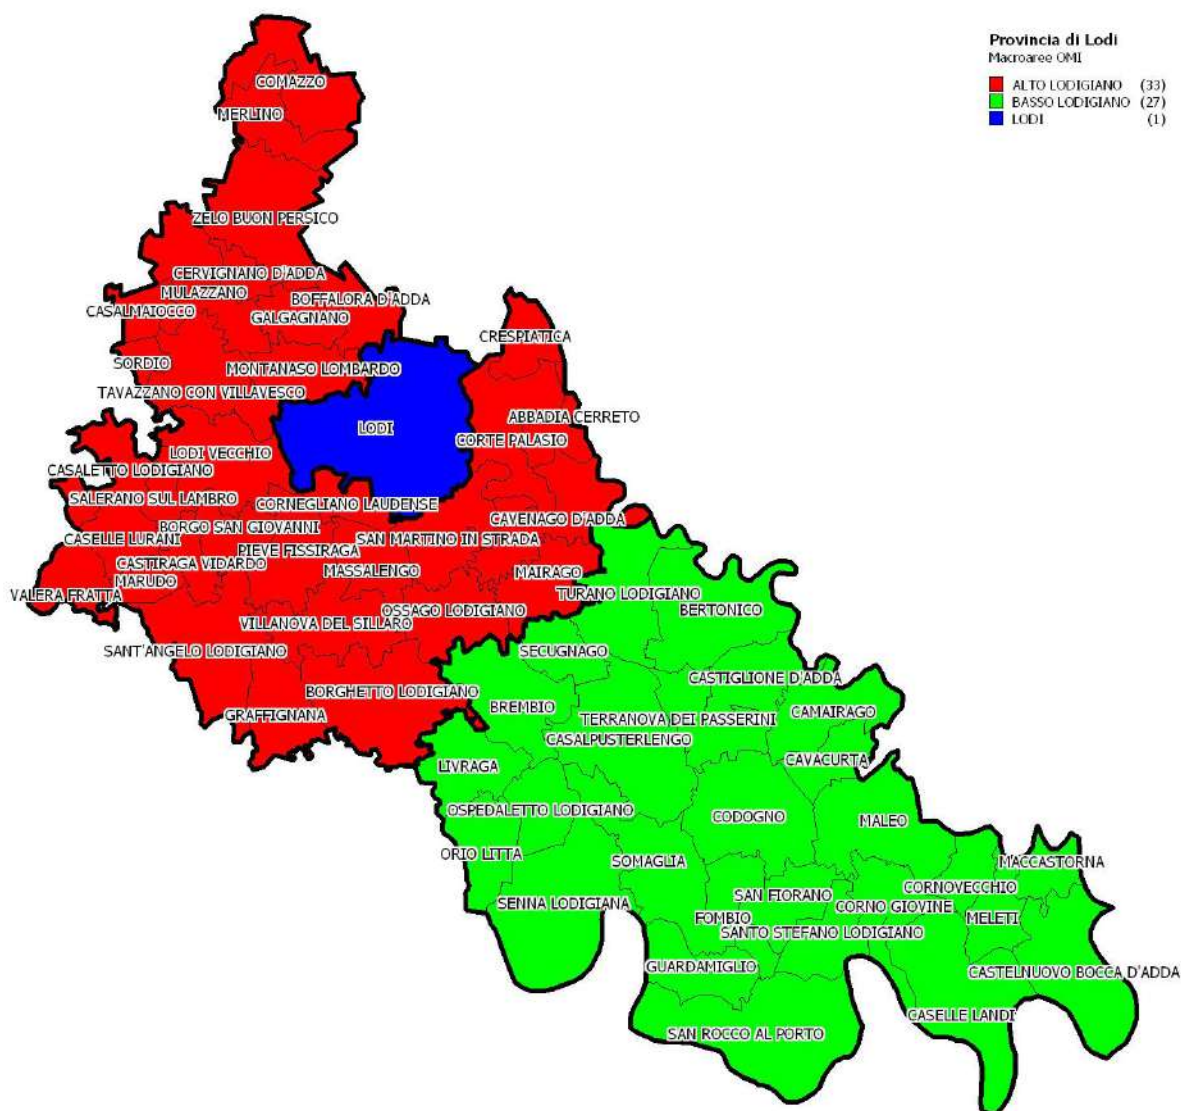 Provincia di Lodi
Macroaree OMI
ALTO LODIGIANO (33)
BASSO LODIGIANO (27)
LODI (1)
COMAZZO
MERLINO
ZELO BUON PERSICO
CERVIGNANO D'ADDA
MULAZZANO
BOFFALORA D'ADDA
CASALMAIOCCO
GALGAGNANO
CRESPIATICA
SORDIO
MONTANASO LOMBARDO
TAVAZZANO CON VILLAVESCO
ABBADIA CERRETO
LODI
CORTE PALASIO
LODI VECCHIO
CASALETTO LODIGIANO
SALERANO SUL LAMBRO
CORNEGLIANO LAUDENSE
CAVENAGO D'ADDA
BORGO SAN GIOVANNI
CASELLE LURANI
SAN MARTINO IN STRADA
PIEVE FISSIRAGA
CASTIRAGA VIDARDO
MASSALENGO
MAIRAGO
MARUDO
VALERA FRATTA
TURANO LODIGIANO
BERTONICO
OSSAGO LODIGIANO
VILLANOVA DEL SILLARO
SANT'ANGELO LODIGIANO
SECUGNAGO
CASTIGLIONE D'ADDA
BORGHETTO LODIGIANO
BREMBIO
CAMAIRAGO
GRAFFIGNANA
TERRANOVA DEI PASSERINI
CASALPUSTERLENGO
CAVACURTA
LIVRAGA
OSPEDALETTO LODIGIANO
CODOGNO
MALEO
ORIO LITTA
SOMAGLIA
MACCASTORNA
CORNOVECCHIO
SAN FIORANO
SENNA LODIGIANA
CORNO GIOVINE
FOMBIO
MELETI
SANTO STEFANO LODIGIANO
GUARDAMIGLIO
CASTELNUOVO BOCCA D'ADDA
CASELLE LANDI
SAN ROCCO AL PORTO